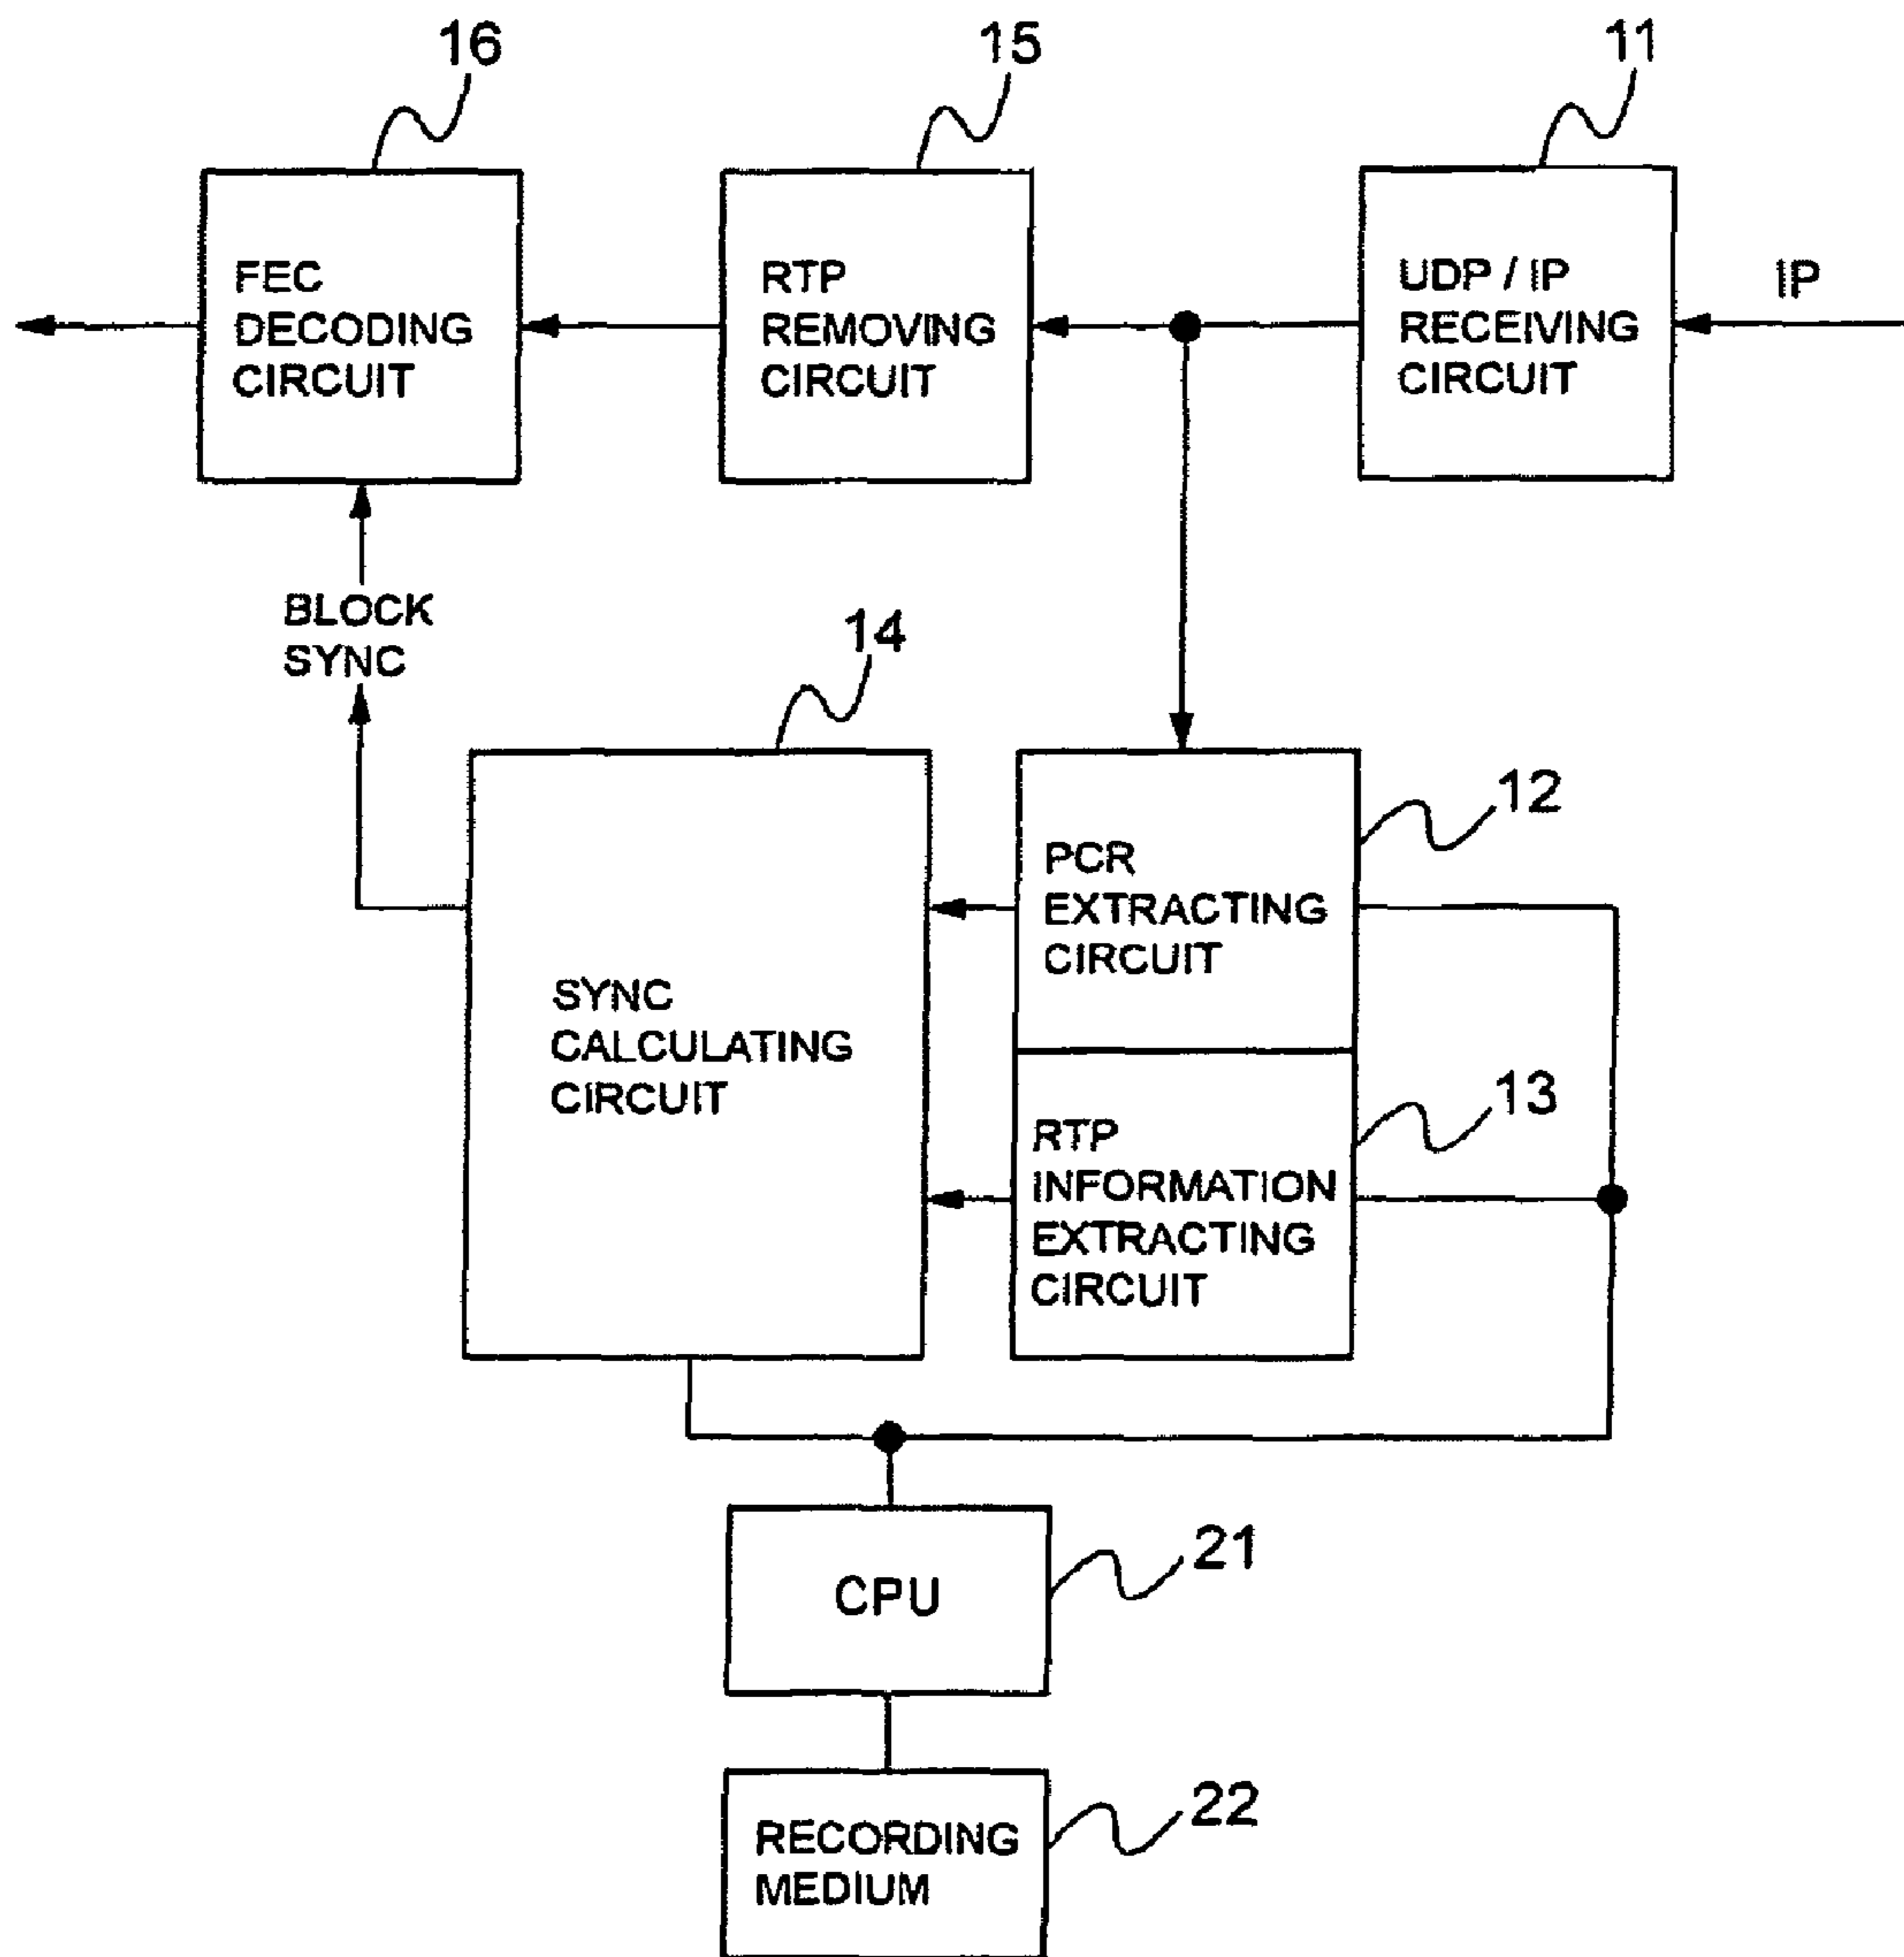 16
15
11
FEC
DECODING
CIRCUIT
RTP
REMOVING
CIRCUIT
UDP / IP
RECEIVING
CIRCUIT
IP
BLOCK
SYNC
14
12
PCR
EXTRACTING
CIRCUIT
SYNC
CALCULATING
CIRCUIT
13
RTP
INFORMATION
EXTRACTING
CIRCUIT
CPU
21
RECORDING
MEDIUM
22